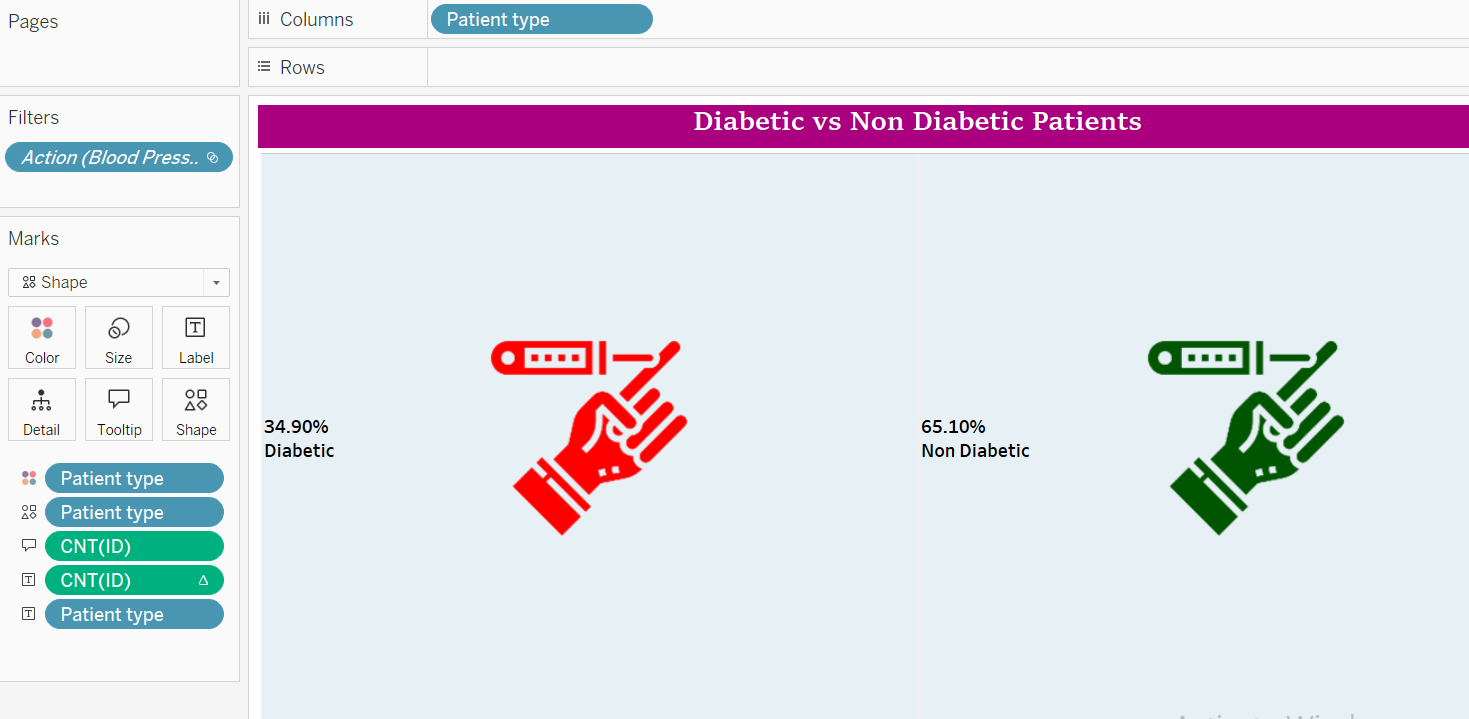 Pages
Columns
Patient type
Rows
Filters
Action (Blood Press..
Marks
Shape
Color
Size
Label
Detail
Tooltip
Shape
Patient type
Patient type
CNT(ID)
CNT(ID)
Patient type
Diabetic vs Non Diabetic Patients
34.90%
Diabetic
65.10%
Non Diabetic